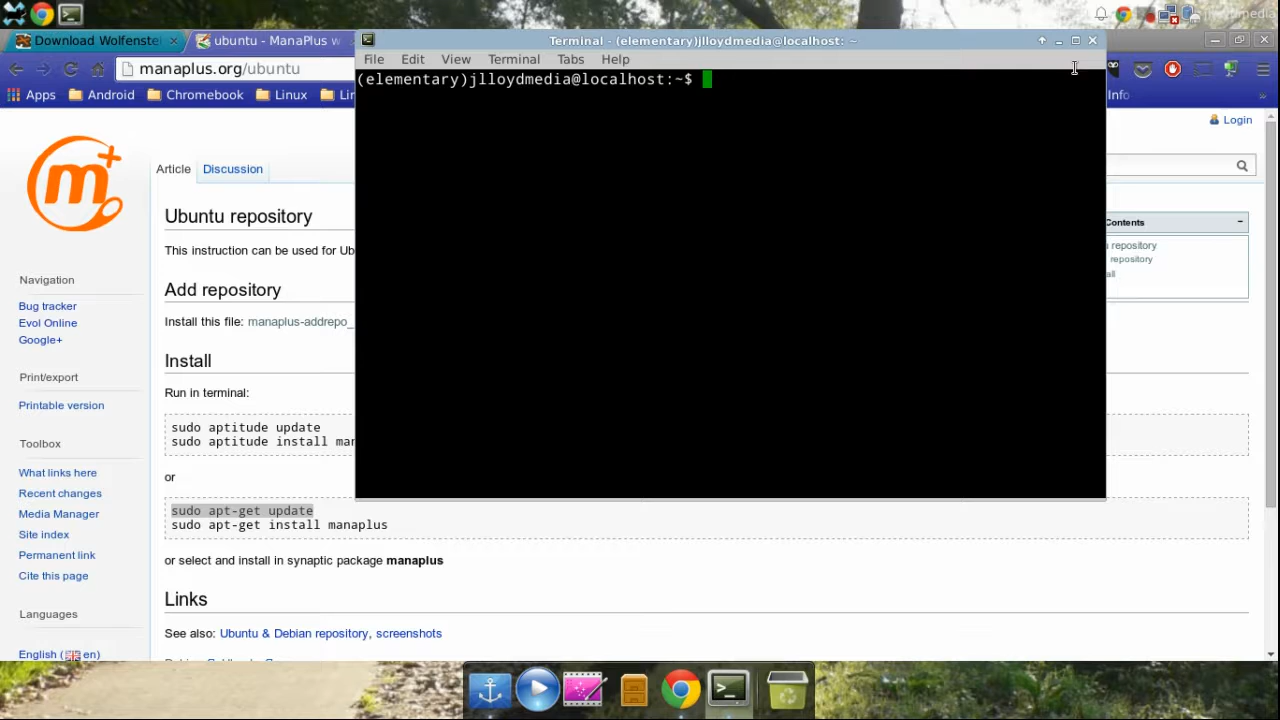 jlloydmedia
Download Wolfenstei
ubuntu - ManaPlus w
Terminal - (elementary)jlloydmedia@localhost: ~
manaplus.org/ubuntu
File Edit View Terminal Tabs Help
(elementary)jlloydmedia@localhost:~$
Apps
Android
Chromebook
Linux
Lin
Info
Login
Article
Discussion
Ubuntu repository
This instruction can be used for Ub
Contents
u repository
repository
all
Navigation
Bug tracker
Evol Online
Google+
Add repository
Install this file: manaplus-addrepo_
Install
Run in terminal:
Print/export
Printable version
sudo aptitude update
sudo aptitude install man
Toolbox
What links here
Recent changes
Media Manager
Site index
Permanent link
Cite this page
or
sudo apt-get update
sudo apt-get install manaplus
or select and install in synaptic package manaplus
Links
See also: Ubuntu & Debian repository, screenshots
Languages
English (en)